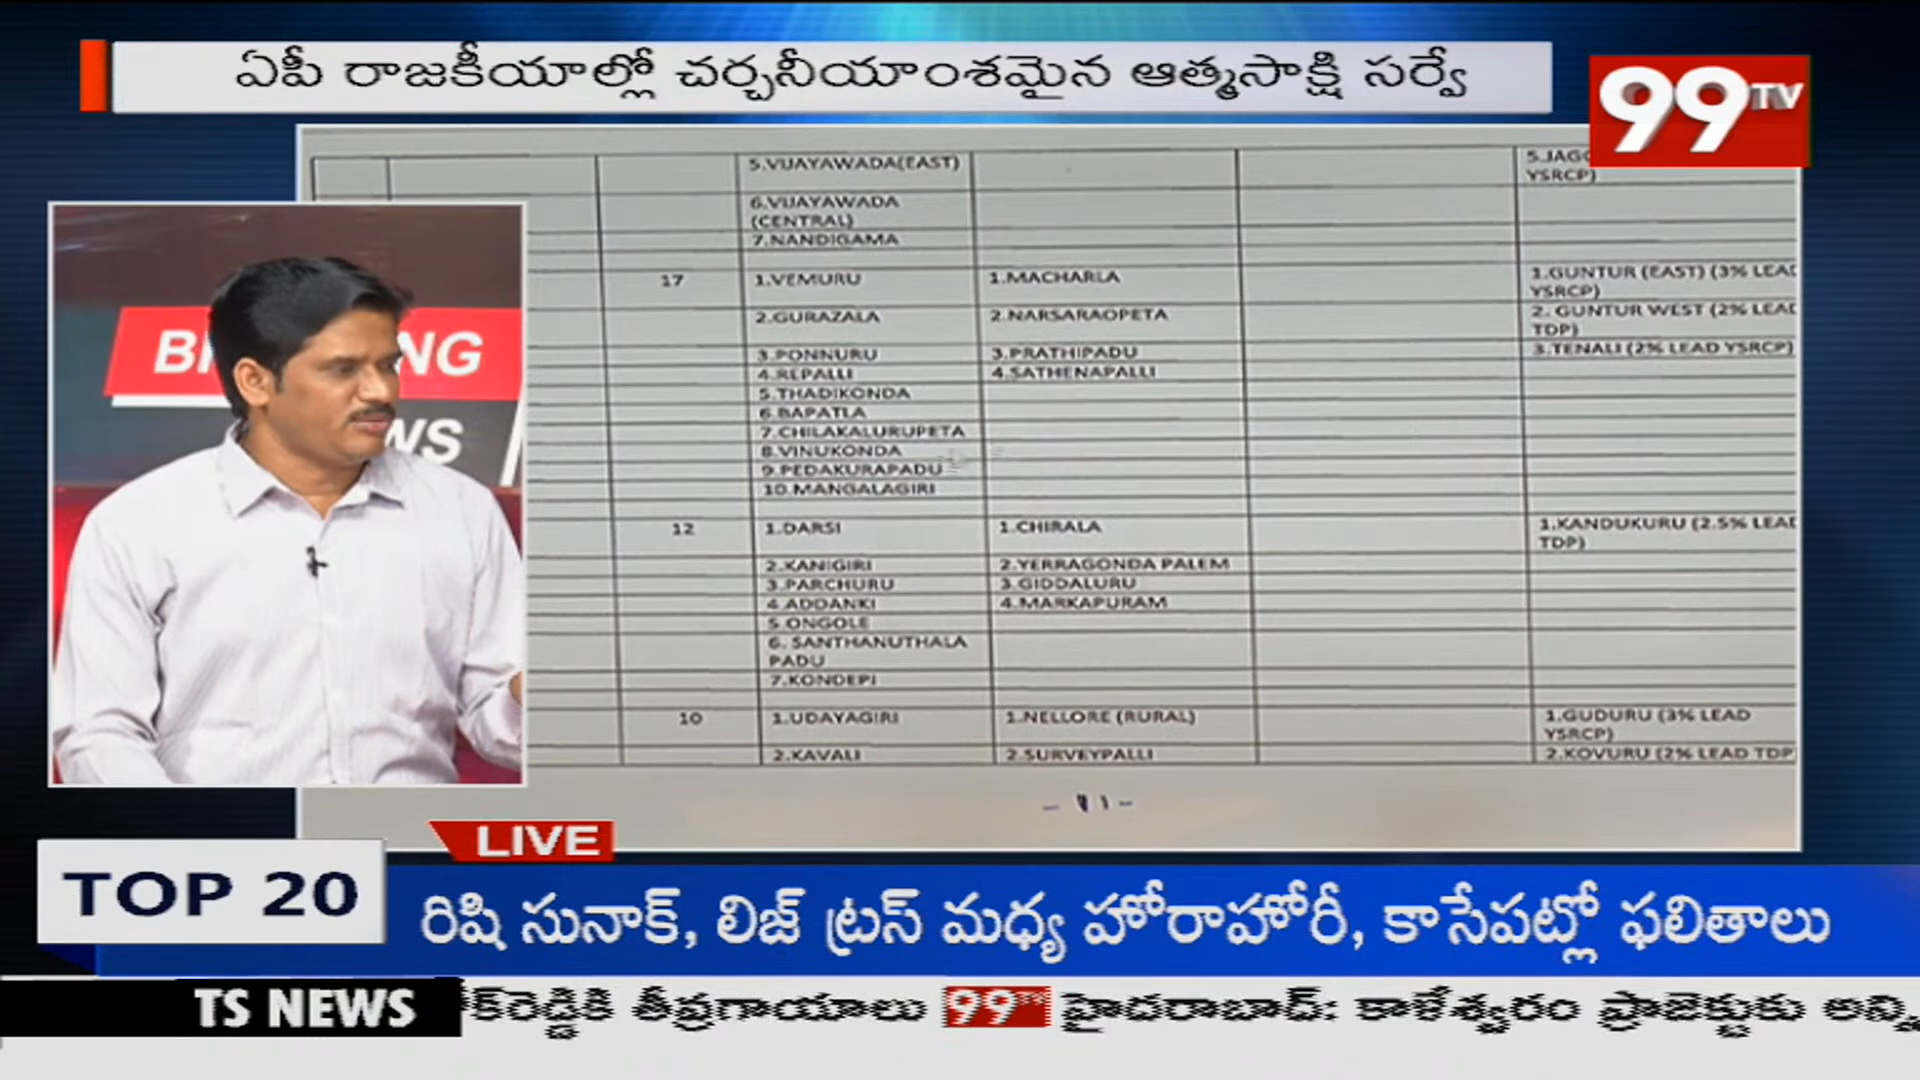 ఏపీ రాజకీయాల్లో చర్చనీయాంశమైన ఆత్మసాక్షి సర్వే
99TV
5.VIJAYAWADA(EAST)
YSRCP)
6.VIJAYAWADA
(CENTRAL)
7.NANDIGAMA
17 1.VEMURU 1.MACHARLA 1.GUNTUR (EAST) (3% LEAD
YSRCP)
2.GURAZALA 2.NARSARAOPETA 2. GUNTUR WEST (2% LEAD
TDP)
3.PONNURU 3.PRATHIPADU 3.TENALI (2% LEAD YSRCP)
4.REPALLI 4.SATHENAPALLI
5.THADIKONDA
6.BAPATLA
7.CHILAKALURUPETA
8.VINUKONDA
9.PEDAKURAPADU
10.MANGALAGIRI
12 1.DARSI 1.CHIRALA 1.KANDUKURU (2.5% LEAD
TDP)
2.KANIGIRI 2.YERRAGONDA PALEM
3.PARCHURU 3.GIDDALURU
4.ADDANKI 4.MARKAPURAM
5.ONGOLE
6. SANTHANUTHALA
PADU
7.KONDEPI
10 1.UDAYAGIRI 1.NELLORE (RURAL) 1.GUDURU (3% LEAD
YSRCP)
2.KAVALI 2.SURVEYPALLI 2.KOVURU (2% LEAD TDP
LIVE
TOP 20
రిషి సునాక్, లిజ్ ట్రస్ మధ్య హోరాహోరీ, కాసేపట్లో ఫలితాలు
TS NEWS తీవ్రగాయాలు 99TV హైదరాబాద్: కాళేశ్వరం ప్రాజెక్టుకు